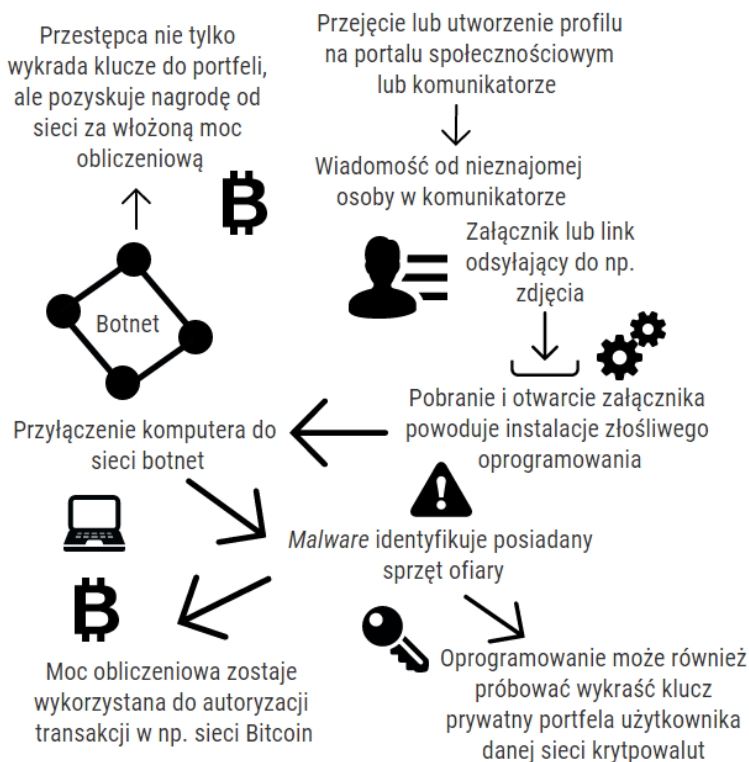 Przestępca nie tylko
wykrada klucze do portfeli,
ale pozyskuje nagrodę od
sieci za włożoną moc
obliczeniową
Przejęcie lub utworzenie profilu
na portalu społecznościowym
lub komunikatorze
Wiadomość od nieznajomej
osoby w komunikatorze
Załącznik lub link
odsyłający do np.
zdjęcia
Botnet
Pobranie i otwarcie załącznika
powoduje instalacje złośliwego
oprogramowania
Przyłączenie komputera do
sieci botnet
Malware identyfikuje posiadany
sprzęt ofiary
Moc obliczeniowa zostaje
wykorzystana do autoryzacji
transakcji w np. sieci Bitcoin
Oprogramowanie może również
próbować wykraść klucz
prywatny portfela użytkownika
danej sieci krytpowalut